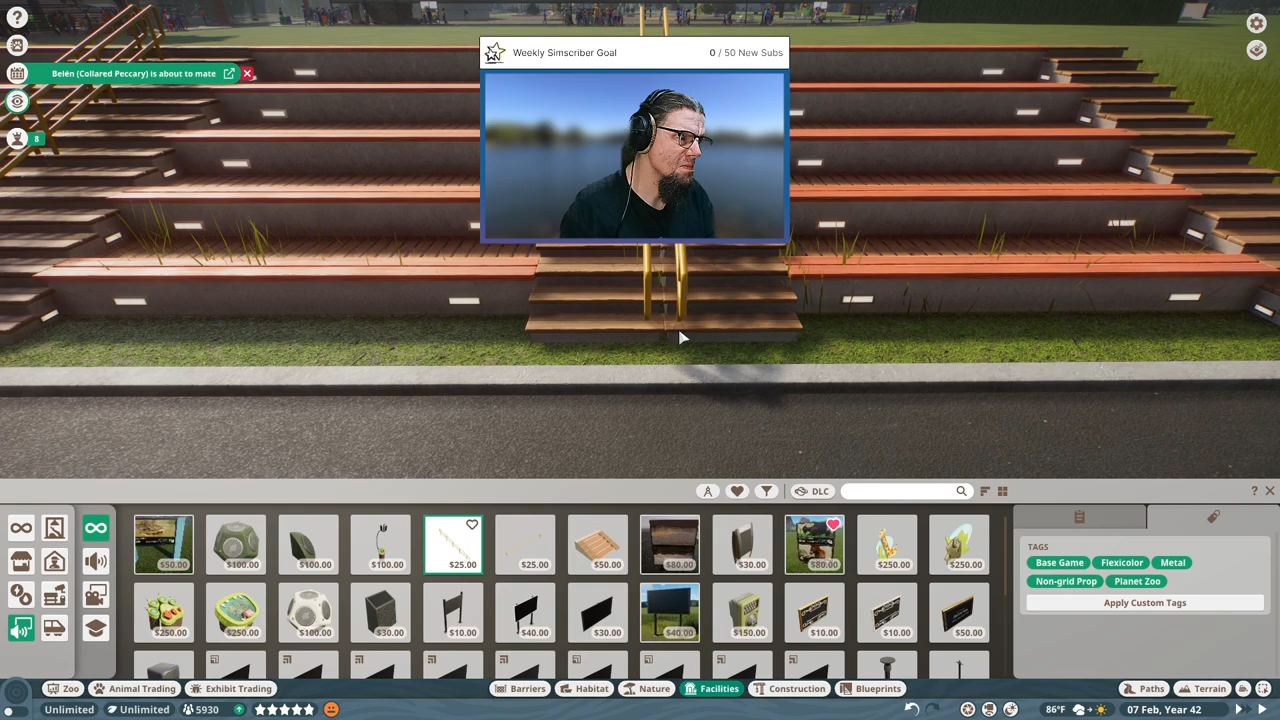 Weekly Simscriber Goal 0 / 50 New Subs
Belén (Collared Peccary) is about to mate
8
DLC
$50.00 $100.00 $100.00 $100.00 $25.00 $25.00 $50.00 $80.00 $30.00 $80.00 $250.00 $250.00
$250.00 $250.00 $100.00 $30.00 $10.00 $40.00 $30.00 $40.00 $150.00 $10.00 $10.00 $50.00
TAGS
Base Game Flexicolor Metal
Non-grid Prop Planet Zoo
Apply Custom Tags
Zoo Animal Trading Exhibit Trading Barriers Habitat Nature Facilities Construction Blueprints Paths Terrain
Unlimited Unlimited 5930 86°F 07 Feb, Year 42